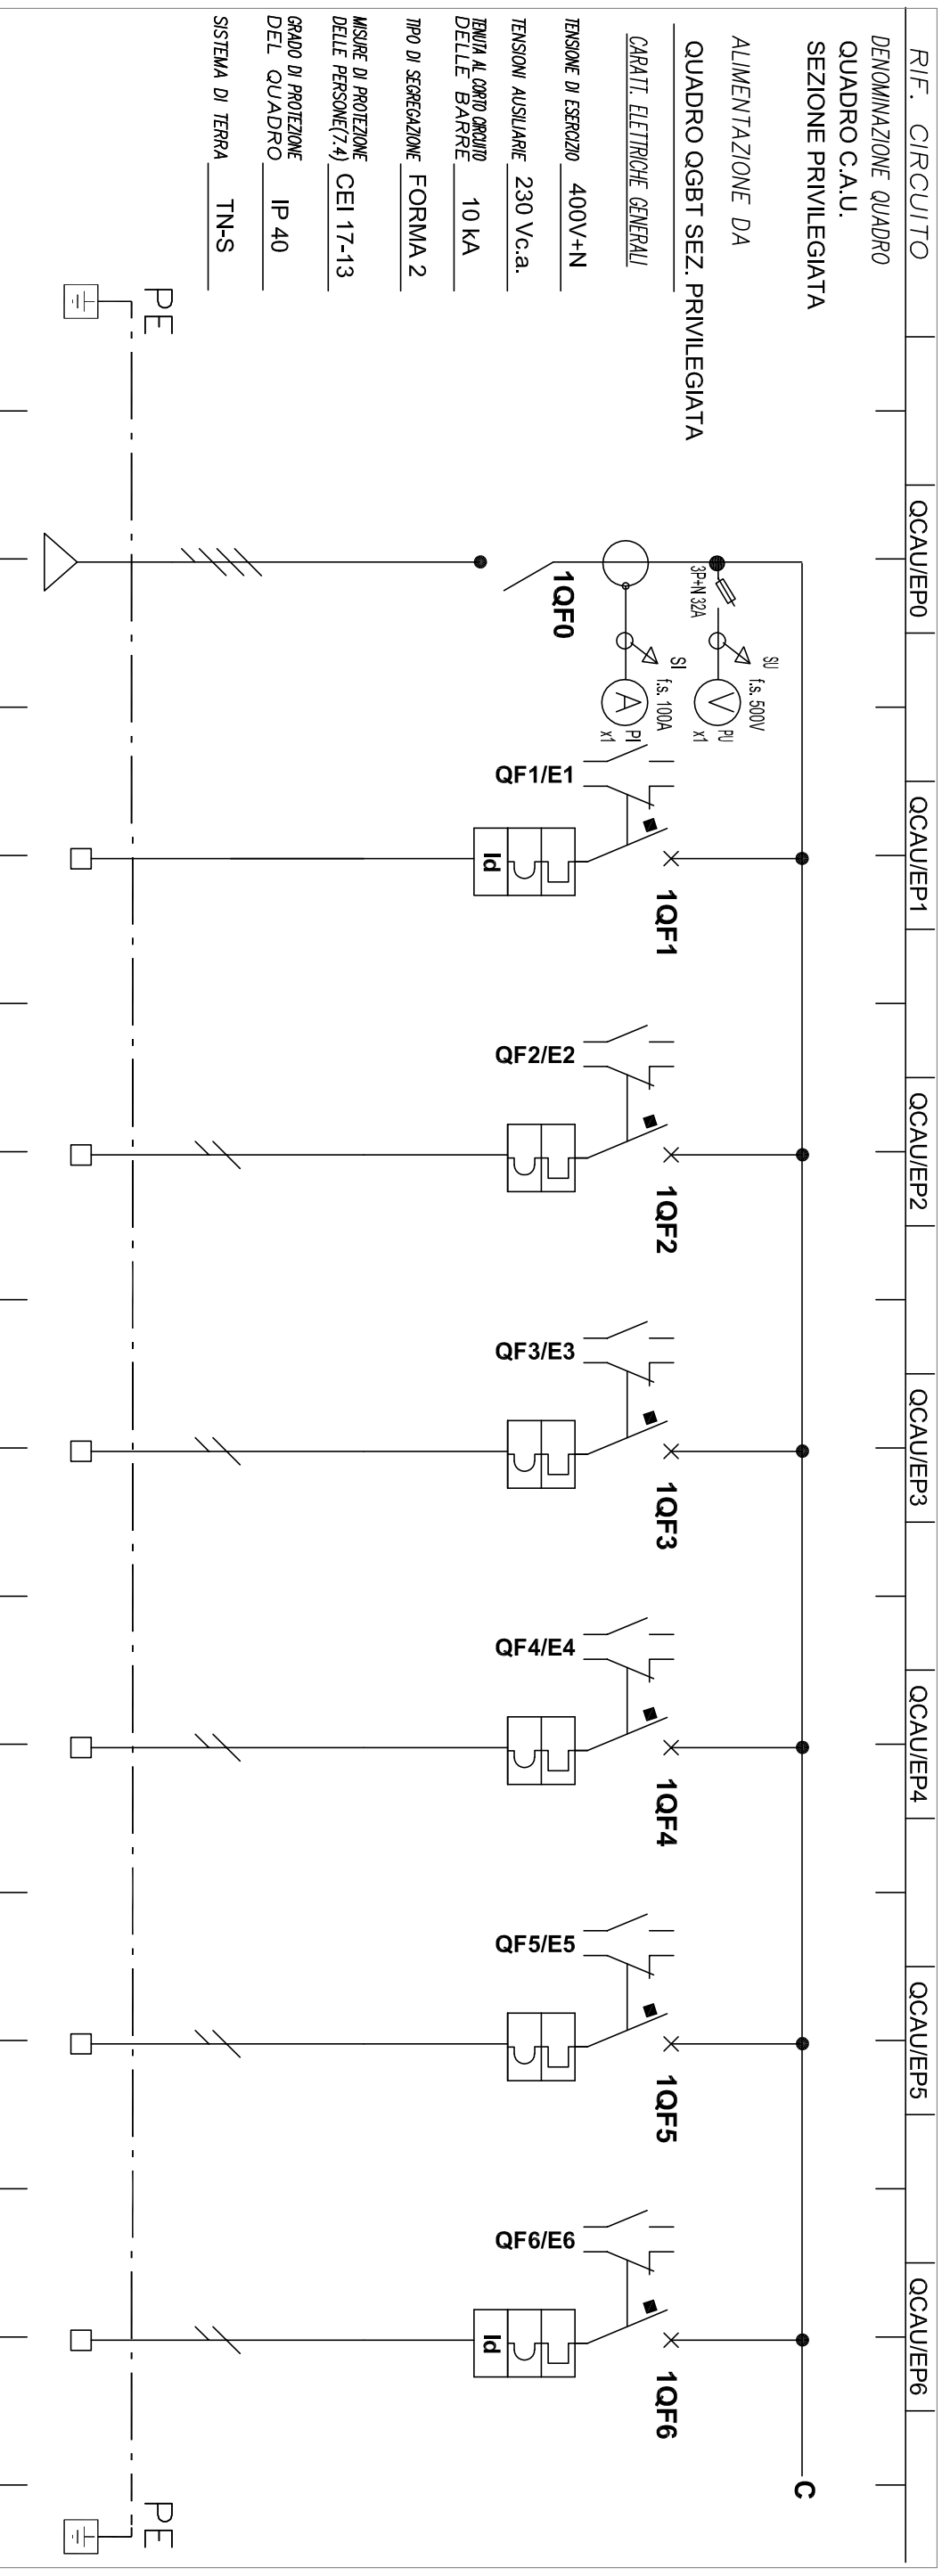 RIF. CIRCUITO
QCAU/EP0
QCAU/EP1
QCAU/EP2
QCAU/EP3
QCAU/EP4
QCAU/EP5
QCAU/EP6
DENOMINAZIONE QUADRO
QUADRO C.A.U.
SEZIONE PRIVILEGIATA
ALIMENTAZIONE DA
QUADRO QGBT SEZ. PRIVILEGIATA
CARATT. ELETTRICHE GENERALI
TENSIONE DI ESERCIZIO
400V+N
TENSIONI AUSILIARIE
230 Vc.a.
TENUTA AL CORTO CIRCUITO
DELLE BARRE
10 kA
TIPO DI SEGREGAZIONE
FORMA 2
MISURE DI PROTEZIONE
DELLE PERSONE(7.4)
CEI 17-13
GRADO DI PROTEZIONE
DEL QUADRO
IP 40
SISTEMA DI TERRA
TN-S
C
SU
f.s. 500V
3P+N 32A
V
PU
x1
SI
f.s. 100A
A
PI
x1
1QF0
1QF1
QF1/E1
Id
1QF2
QF2/E2
1QF3
QF3/E3
1QF4
QF4/E4
1QF5
QF5/E5
1QF6
QF6/E6
Id
PE
PE